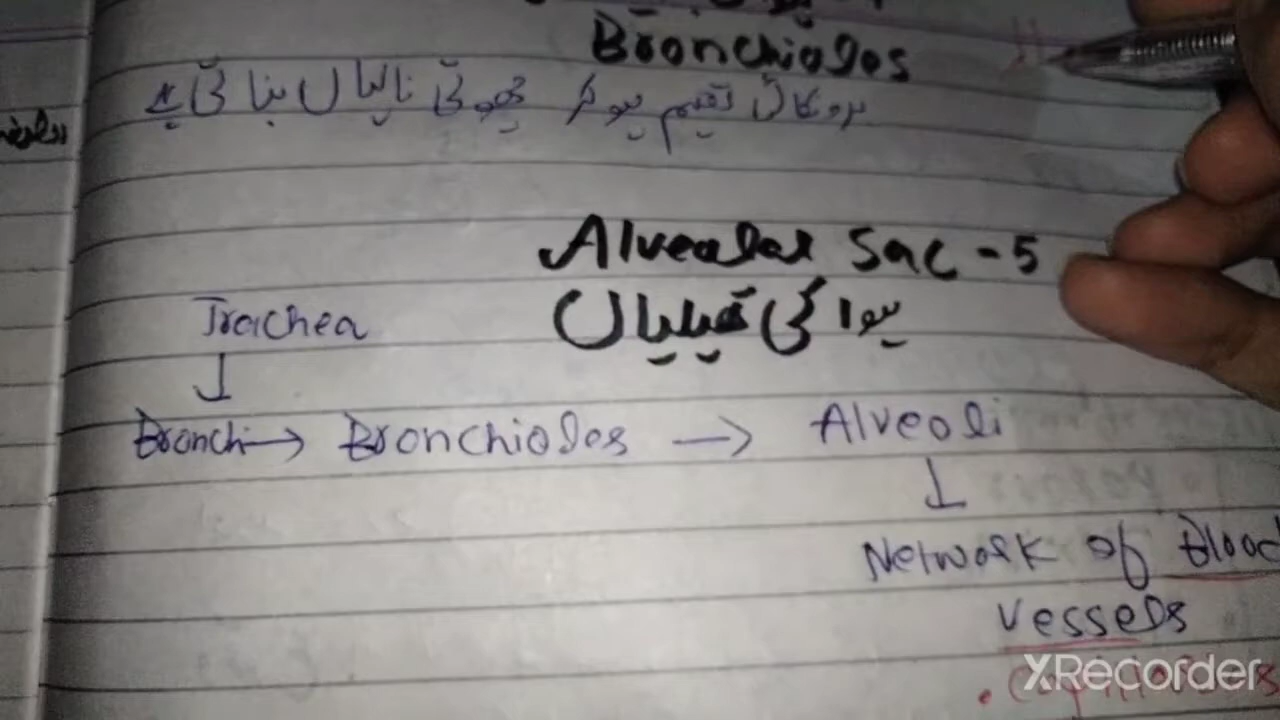 Bronchioles
برونکائی تقسیم ہو کر چھوٹی نالیاں بناتی ہے
Alveolar Sac - 5
ہوا کی تھیلیاں
Trachea
↓
Bronchi → Bronchioles → Alveoli
↓
Network of Blood
vessels
. Capillaries
XRecorder